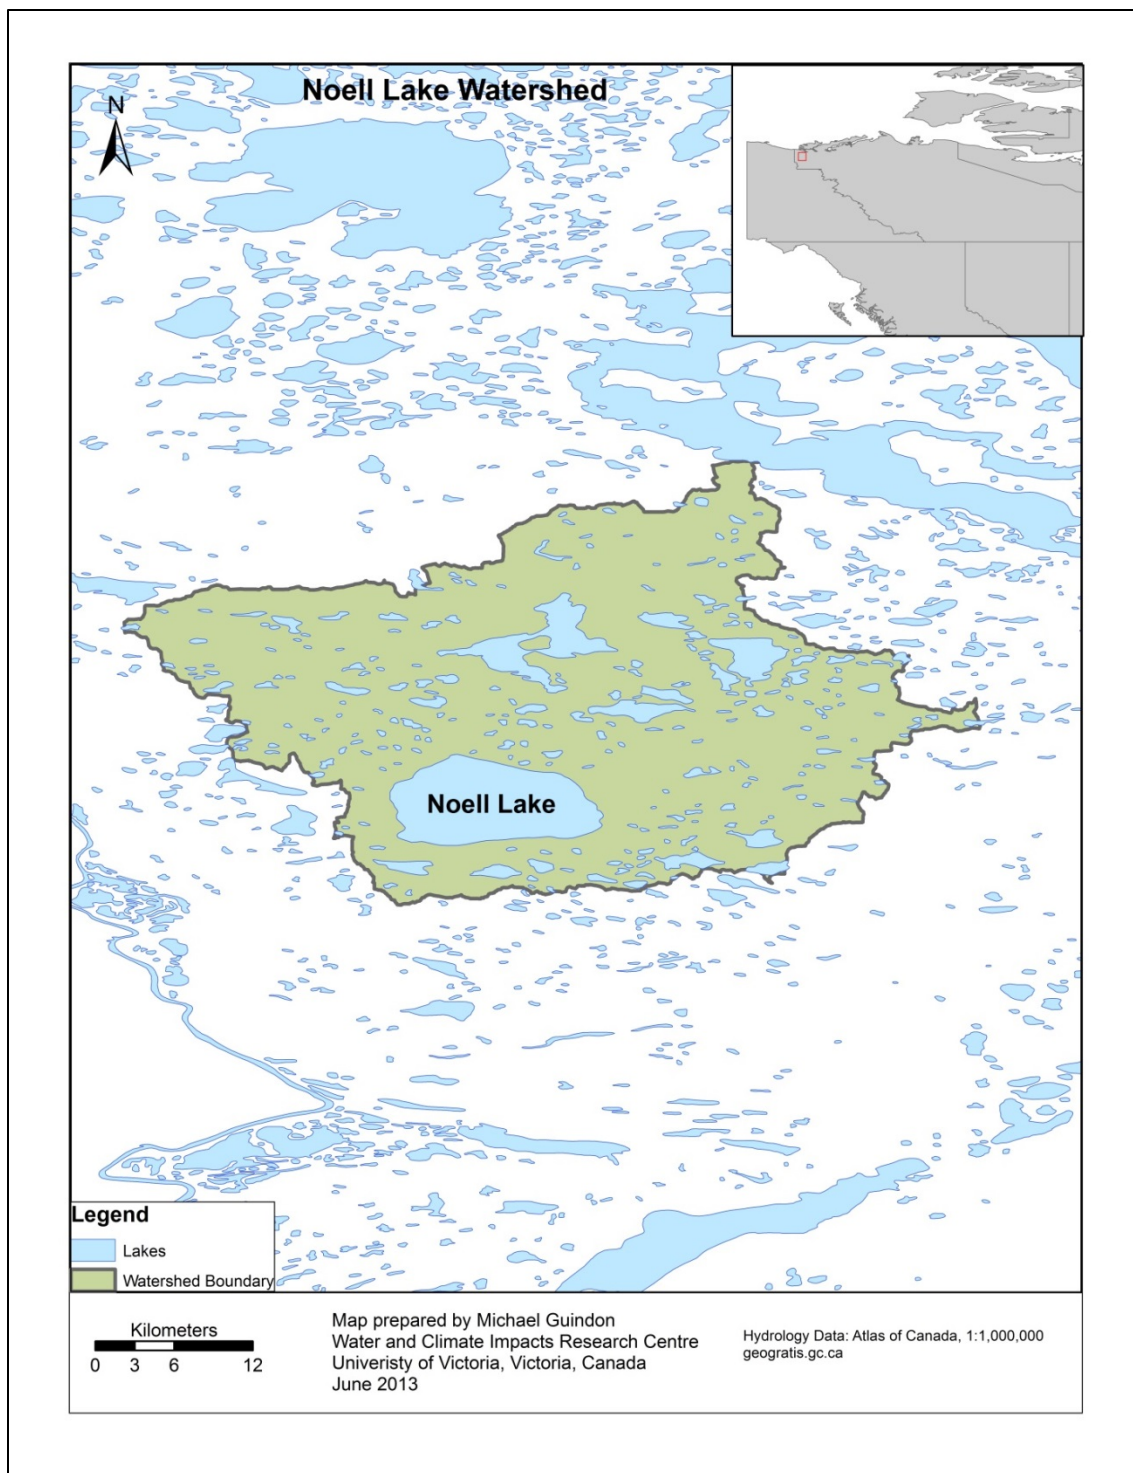 Noell Lake Watershed
N
Noell Lake
Legend
Lakes
Watershed Boundary
Kilometers
0 3 6 12
Map prepared by Michael Guindon
Water and Climate Impacts Research Centre
Univeristy of Victoria, Victoria, Canada
June 2013
Hydrology Data: Atlas of Canada, 1:1,000,000
geogratis.gc.ca